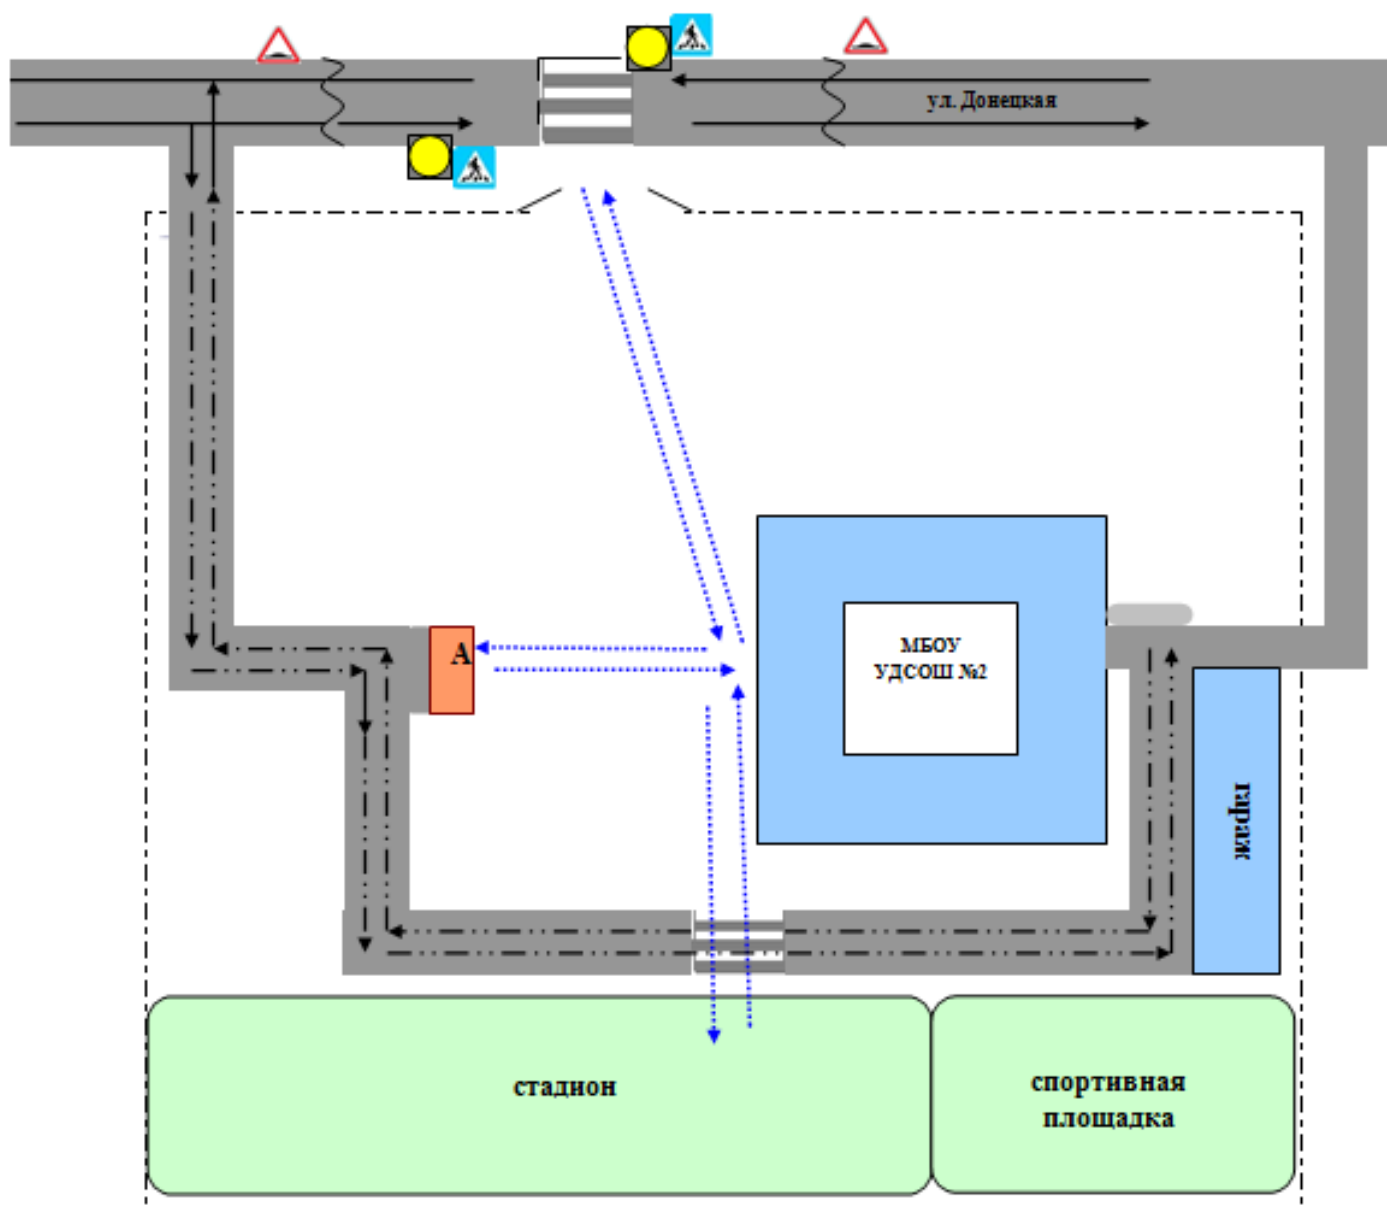 ул. Донецкая
А
МБОУ
УДСОШ №2
гараж
стадион
спортивная
площадка